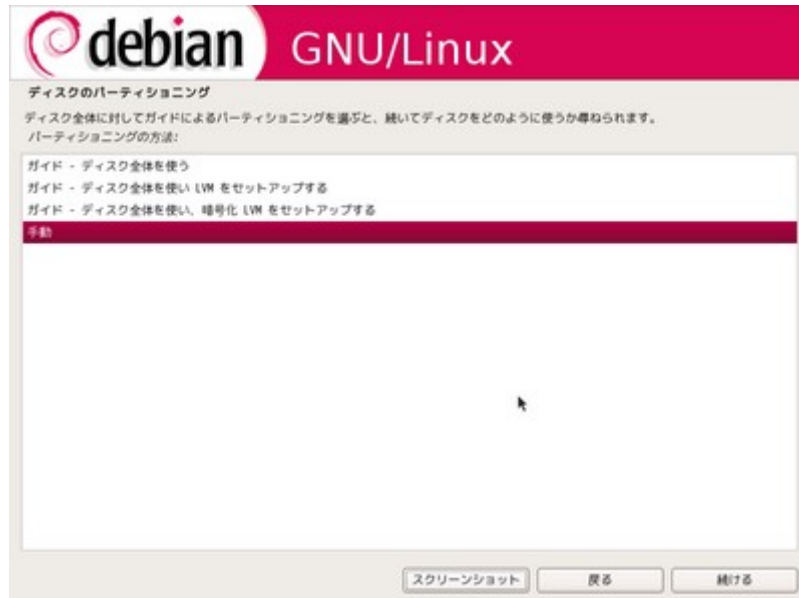 debian GNU/Linux
ディスクのパーティショニング
ディスク全体に対してガイドによるパーティショニングを選ぶと、続いてディスクをどのように使うか尋ねられます。
パーティショニングの方法:
ガイド - ディスク全体を使う
ガイド - ディスク全体を使い LVM をセットアップする
ガイド - ディスク全体を使い、暗号化 LVM をセットアップする
手動
スクリーンショット 戻る 続ける